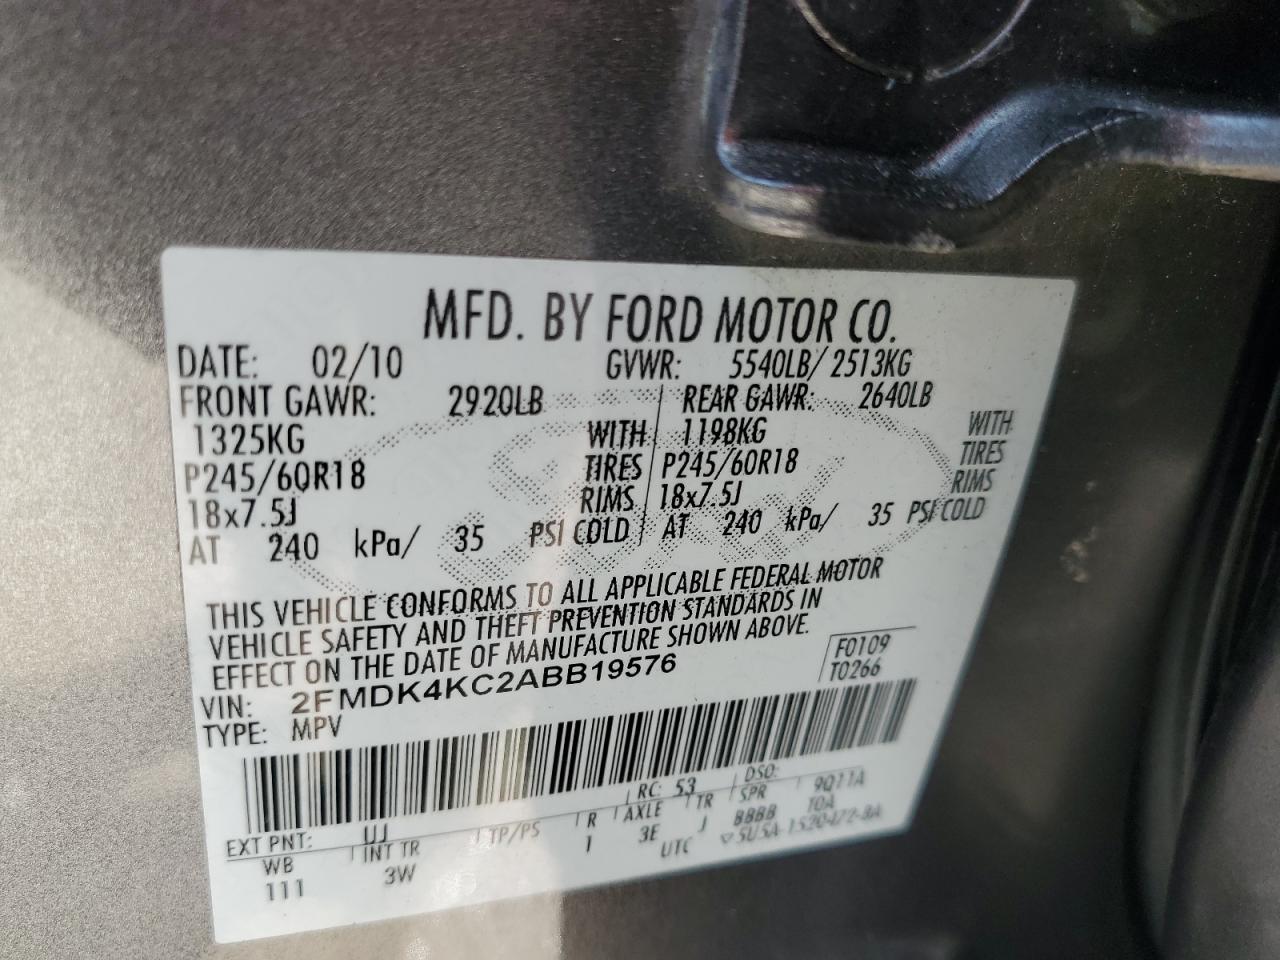 MFD. BY FORD MOTOR CO.
DATE: 02/10 GVWR: 5540LB/ 2513KG
FRONT GAWR: 2920LB REAR GAWR: 2640LB
1325KG WITH 1198KG WITH
P245/60R18 TIRES P245/60R18 TIRES
18x7.5J RIMS 18x7.5J RIMS
AT 240 kPa/ 35 PSI COLD AT 240 kPa/ 35 PSI COLD
THIS VEHICLE CONFORMS TO ALL APPLICABLE FEDERAL MOTOR
VEHICLE SAFETY AND THEFT PREVENTION STANDARDS IN
EFFECT ON THE DATE OF MANUFACTURE SHOWN ABOVE.
F0109
VIN: 2FMDK4KC2ABB19576 T0266
TYPE: MPV
EXT PNT: UJ RC: 53 DSO:
WB INT TR TP/PS R AXLE TR SPR 9Q11A
111 3W 1 3E J BBBB TOA
UTC